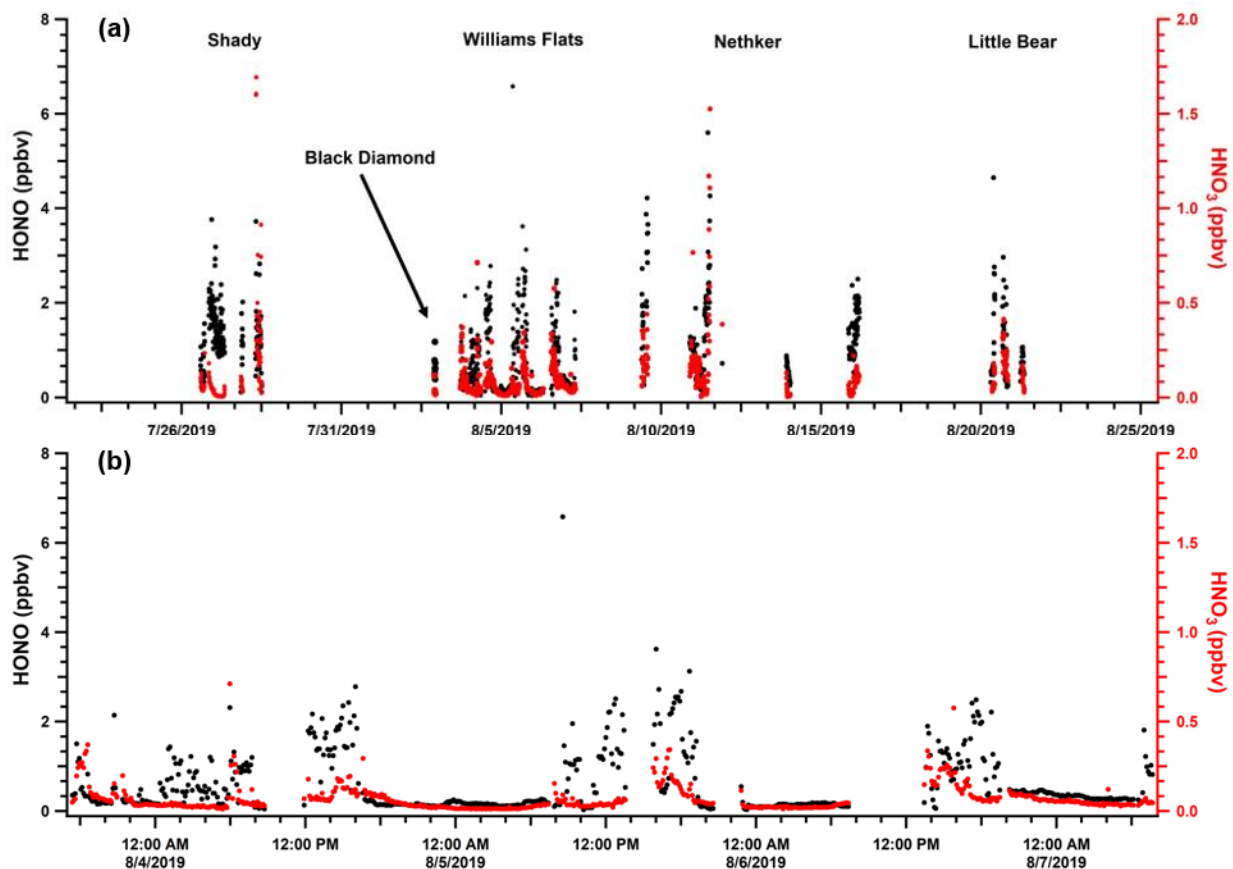 (a)
Shady
Williams Flats
Nethker
Little Bear
Black Diamond
HONO (ppbv)
8
6
4
2
0
HNO3 (ppbv)
2.0
1.5
1.0
0.5
0.0
7/26/2019
7/31/2019
8/5/2019
8/10/2019
8/15/2019
8/20/2019
8/25/2019
(b)
HONO (ppbv)
8
6
4
2
0
HNO3 (ppbv)
2.0
1.5
1.0
0.5
0.0
12:00 AM
8/4/2019
12:00 PM
12:00 AM
8/5/2019
12:00 PM
12:00 AM
8/6/2019
12:00 PM
12:00 AM
8/7/2019